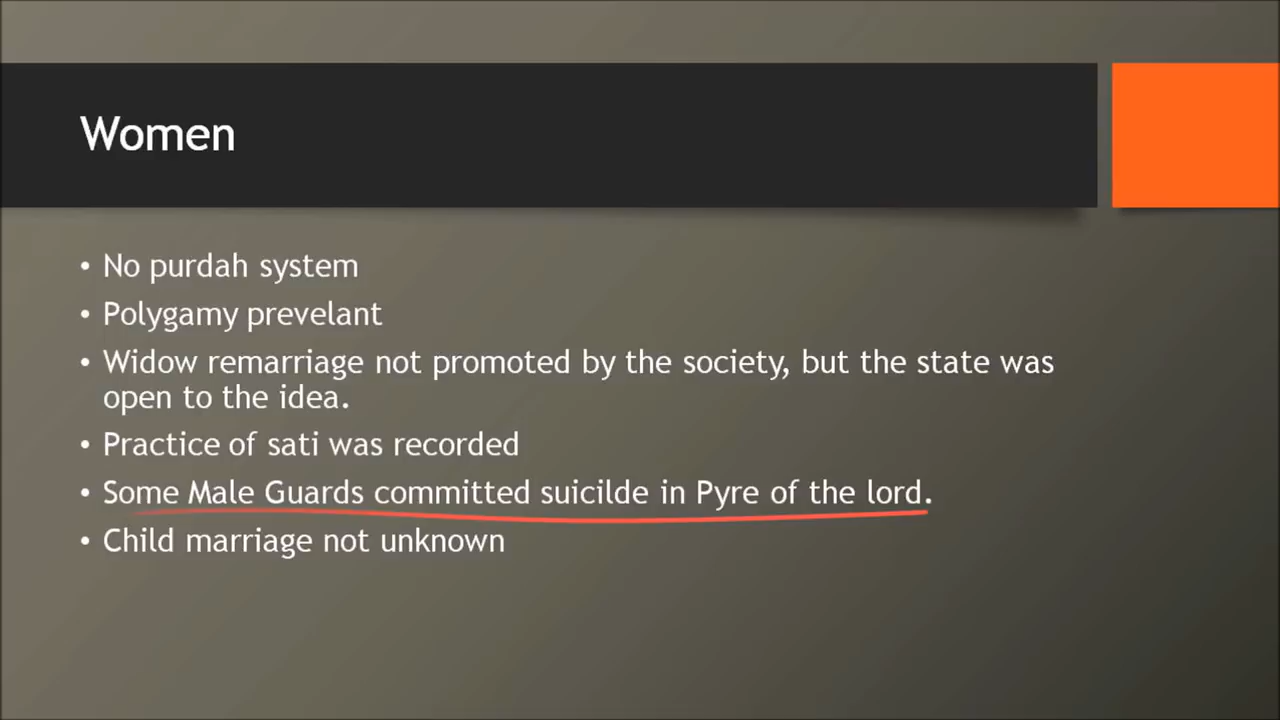 Women
• No purdah system
• Polygamy prevelant
• Widow remarriage not promoted by the society, but the state was
open to the idea.
• Practice of sati was recorded
• Some Male Guards committed suicilde in Pyre of the lord.
• Child marriage not unknown